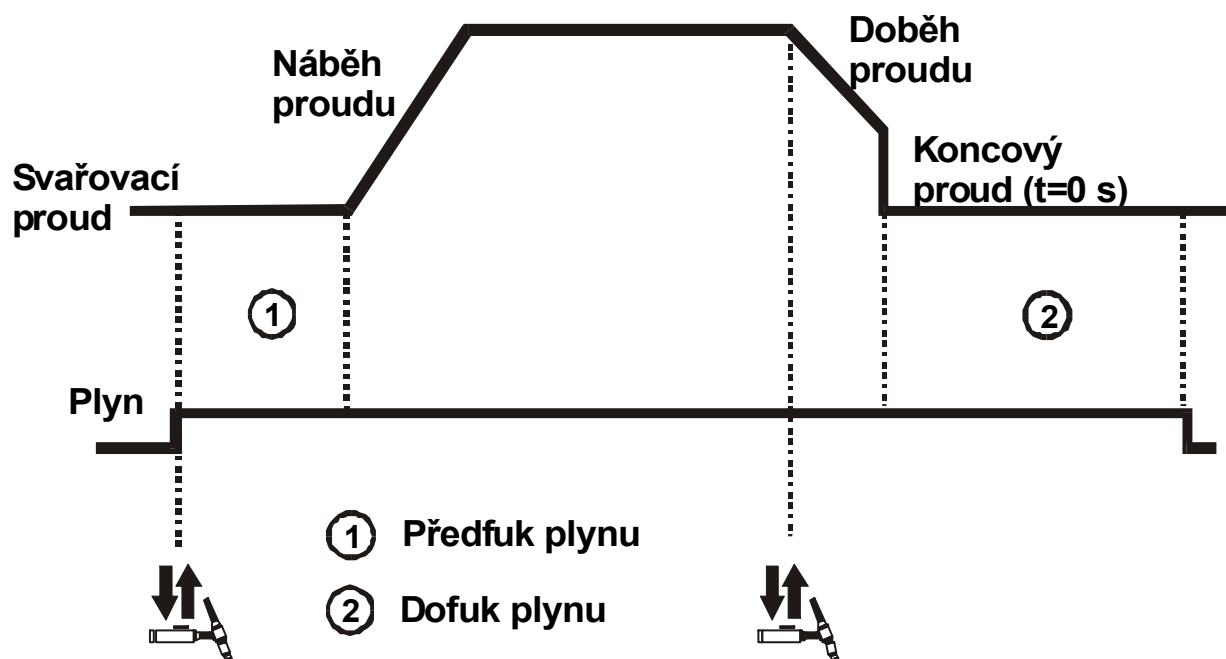 Náběh
proudu
Doběh
proudu
Svařovací
proud
Koncový
proud (t=0 s)
1
2
Plyn
1 Předfuk plynu
2 Dofuk plynu